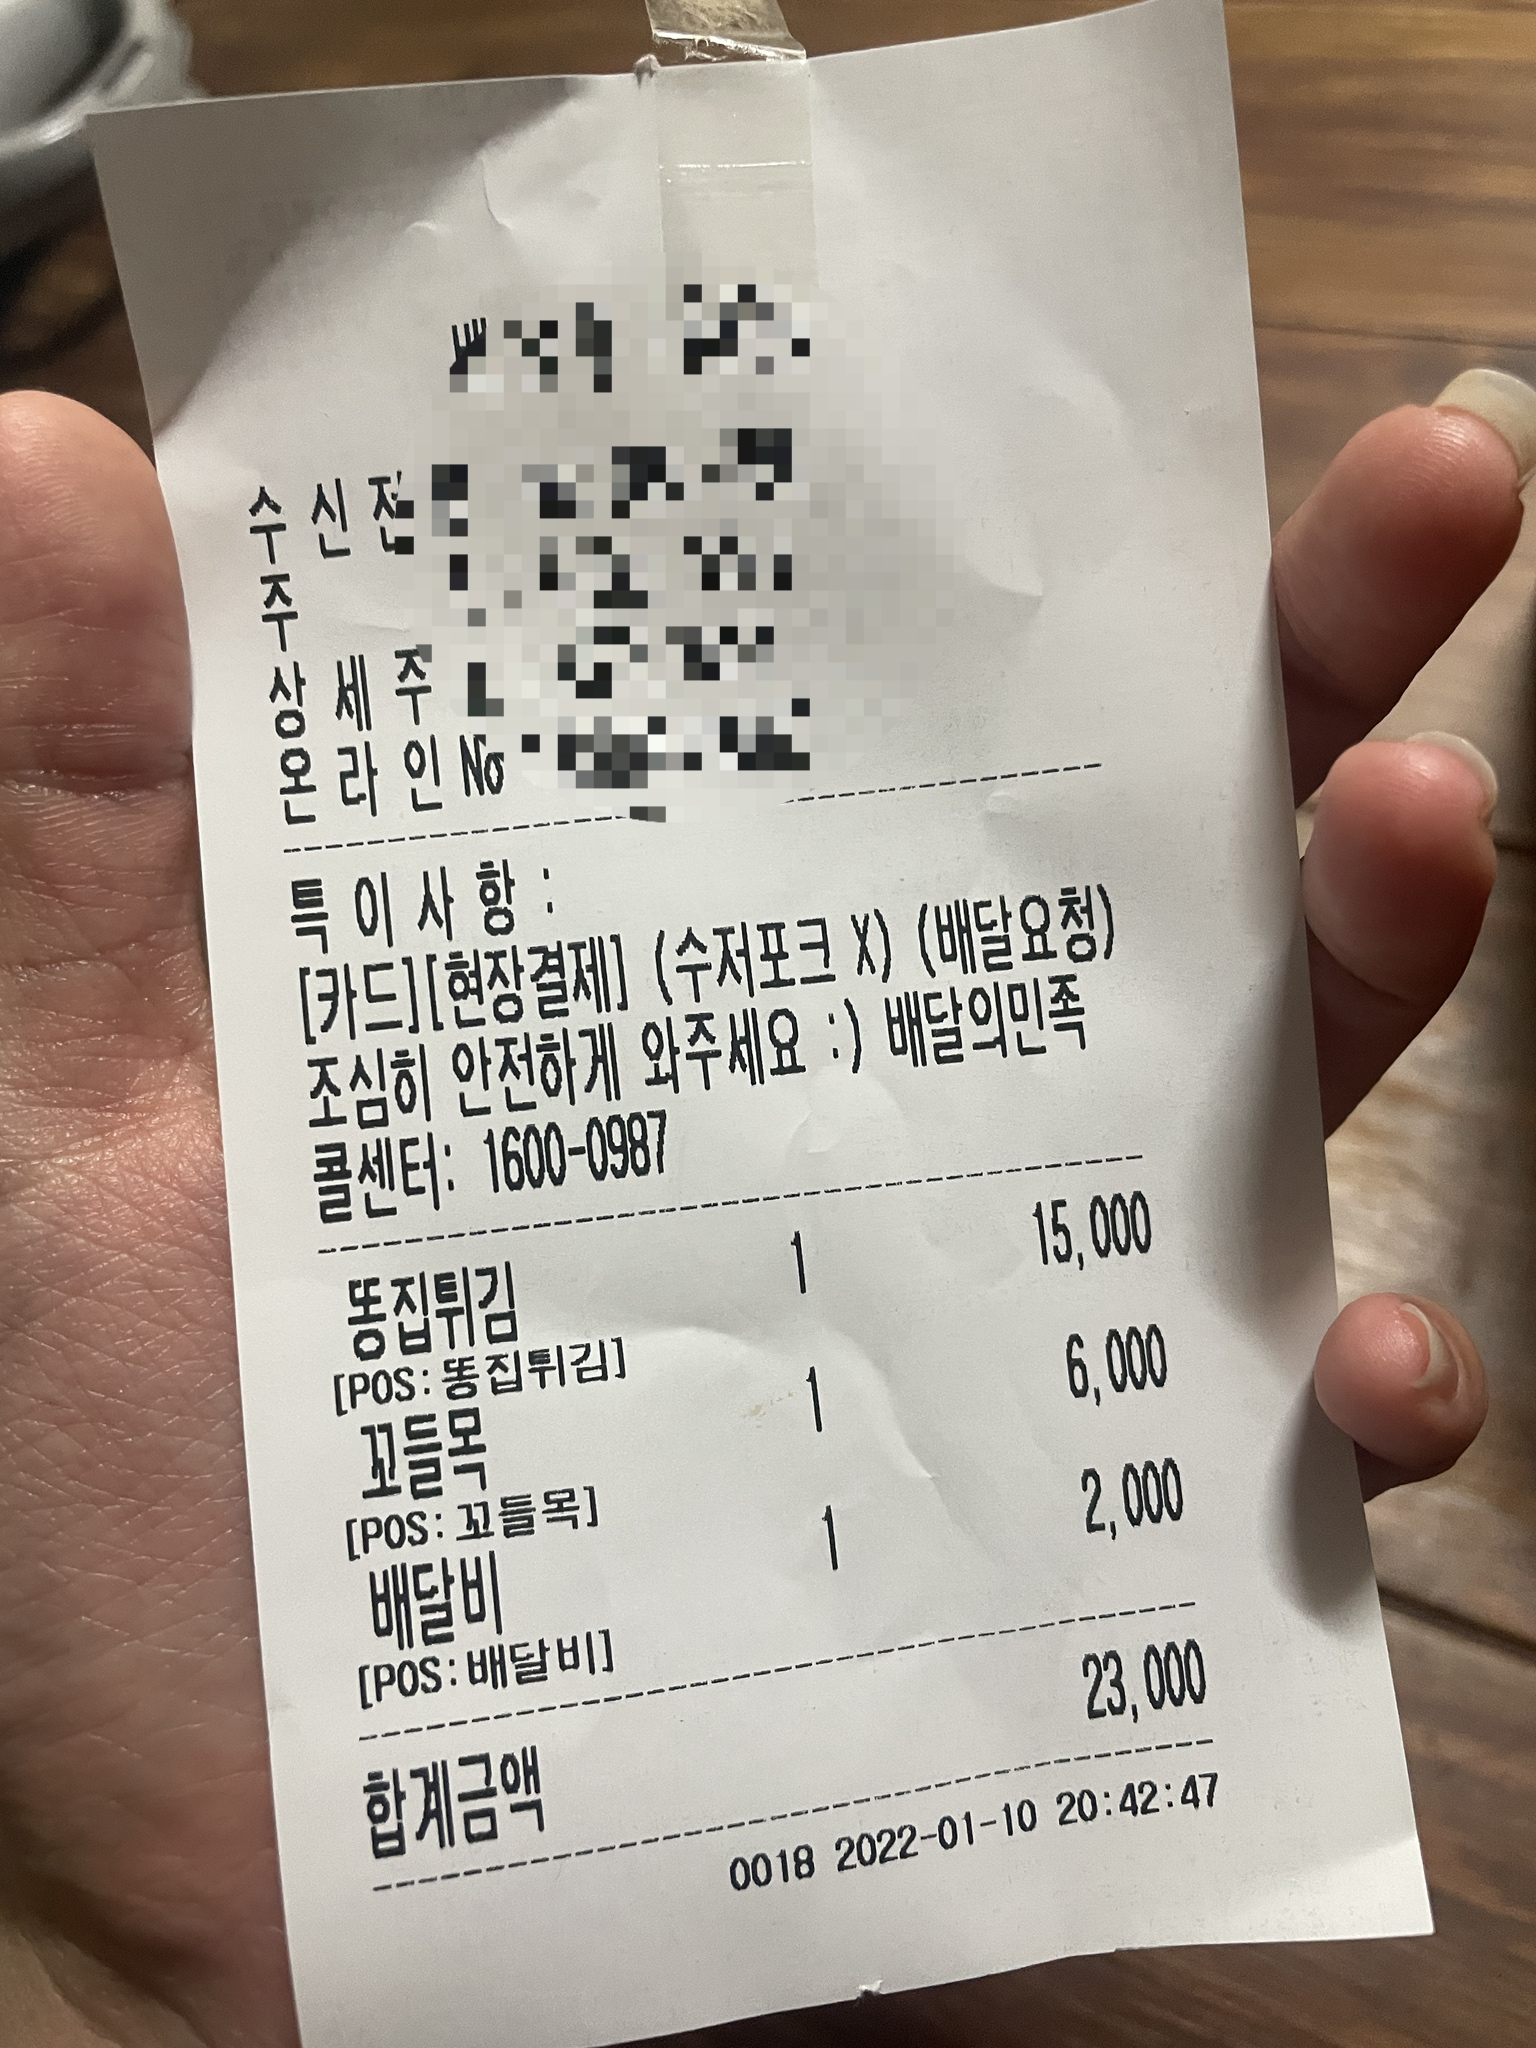 수 신
주
상 세 주
온 라 인 No
특 이 사 항 :
[카드][현장결제] (수저포크 X) (배달요청)
조심히 안전하게 와주세요 :) 배달의민족
콜센터: 1600-0987
똥집튀김 1 15,000
[POS:똥집튀김]
꼬들목 1 6,000
[POS:꼬들목]
배달비 1 2,000
[POS:배달비]
합계금액 23,000
0018 2022-01-10 20:42:47